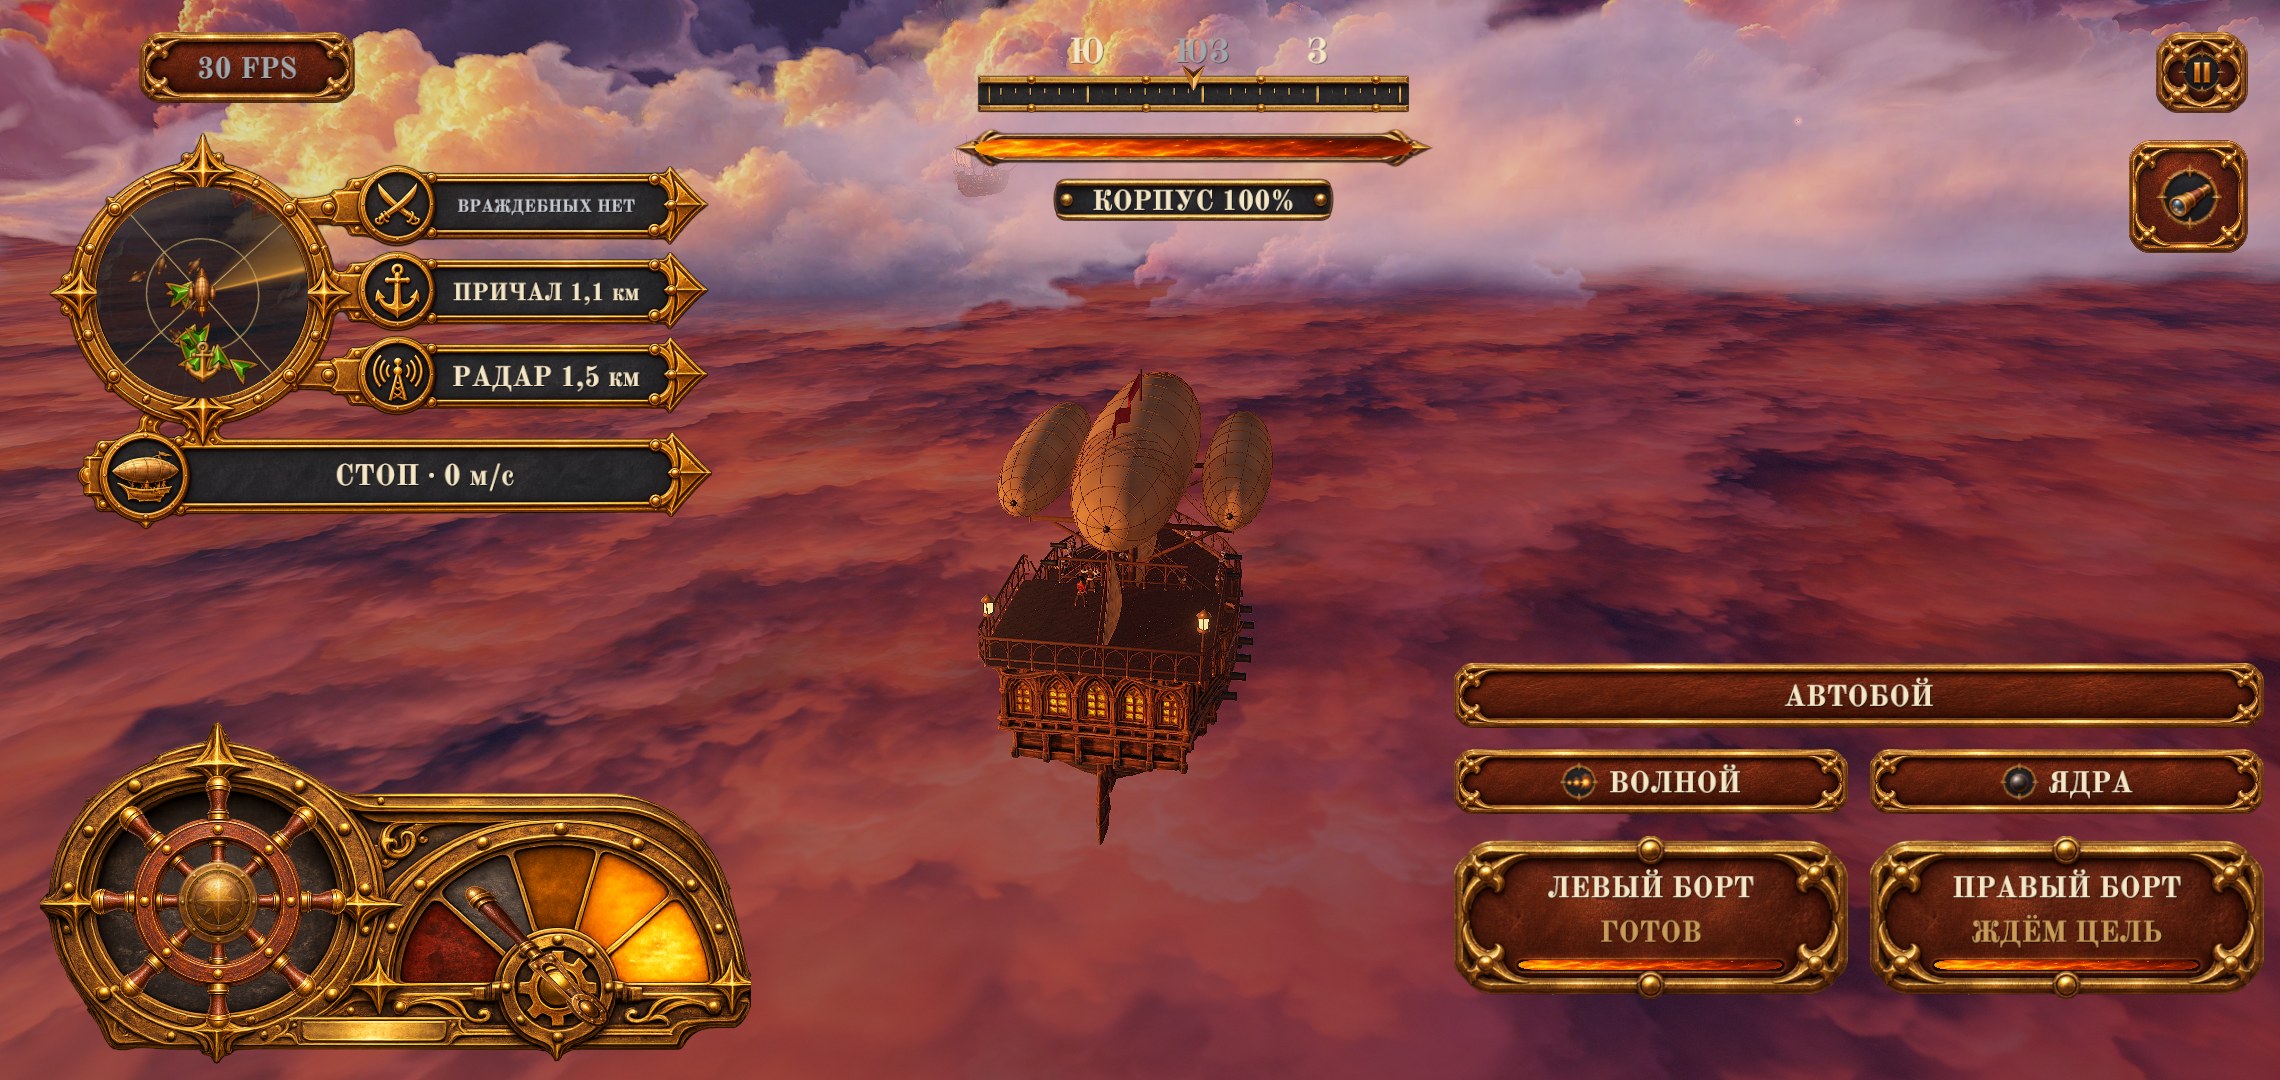 30 FPS
Ю ЮЗ З
КОРПУС 100%
ВРАЖДЕБНЫХ НЕТ
ПРИЧАЛ 1,1 км
РАДАР 1,5 км
СТОП · 0 м/с
АВТОБОЙ
ВОЛНОЙ
ЯДРА
ЛЕВЫЙ БОРТ
ГОТОВ
ПРАВЫЙ БОРТ
ЖДЁМ ЦЕЛЬ